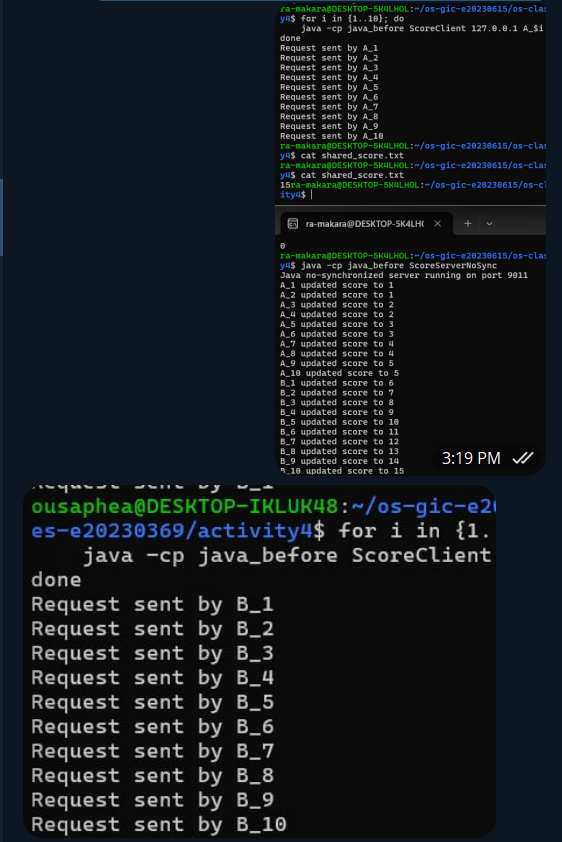 ra-makara@DESKTOP-5K4LHOL:~/os-gic-e20230615/os-clas
y4$ for i in {1..10}; do
java -cp java_before ScoreClient 127.0.0.1 A_$i
done
Request sent by A_1
Request sent by A_2
Request sent by A_3
Request sent by A_4
Request sent by A_5
Request sent by A_6
Request sent by A_7
Request sent by A_8
Request sent by A_9
Request sent by A_10
ra-makara@DESKTOP-5K4LHOL:~/os-gic-e20230615/os-clas
y4$ cat shared_score.txt
ra-makara@DESKTOP-5K4LHOL:~/os-gic-e20230615/os-clas
y4$ cat shared_score.txt
15ra-makara@DESKTOP-5K4LHOL:~/os-gic-e20230615/os-cl
ity4$
ra-makara@DESKTOP-5K4LH
0
ra-makara@DESKTOP-5K4LHOL:~/os-gic-e20230615/os-clas
y4$ java -cp java_before ScoreServerNoSync
Java no-synchronized server running on port 9011
A_1 updated score to 1
A_2 updated score to 1
A_3 updated score to 2
A_4 updated score to 2
A_5 updated score to 3
A_6 updated score to 3
A_7 updated score to 4
A_8 updated score to 4
A_9 updated score to 5
A_10 updated score to 5
B_1 updated score to 6
B_2 updated score to 7
B_3 updated score to 8
B_4 updated score to 9
B_5 updated score to 10
B_6 updated score to 11
B_7 updated score to 12
B_8 updated score to 13
B_9 updated score to 14
B_10 updated score to 15
3:19 PM
Request sent by B_1
ousaphea@DESKTOP-IKLUK48:~/os-gic-e20
es-e20230369/activity4$ for i in {1.
java -cp java_before ScoreClient
done
Request sent by B_1
Request sent by B_2
Request sent by B_3
Request sent by B_4
Request sent by B_5
Request sent by B_6
Request sent by B_7
Request sent by B_8
Request sent by B_9
Request sent by B_10